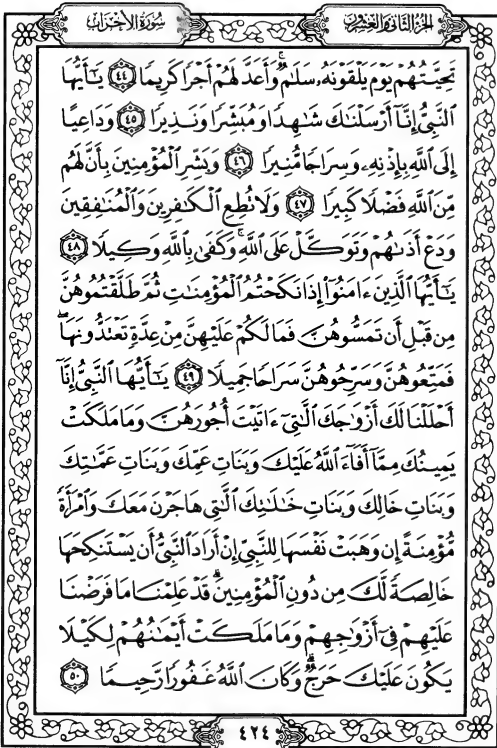 الجزء الثاني والعشرون
سورة الأحزاب
تَحِيَّتُهُمْ يَوْمَ يَلْقَوْنَهُۥ سَلَٰمٌ ۚ وَأَعَدَّ لَهُمْ أَجْرًا كَرِيمًا ٤٤ يَٰٓأَيُّهَا
ٱلنَّبِىُّ إِنَّآ أَرْسَلْنَٰكَ شَٰهِدًا وَمُبَشِّرًا وَنَذِيرًا ٤٥ وَدَاعِيًا
إِلَى ٱللَّهِ بِإِذْنِهِۦ وَسِرَاجًا مُّنِيرًا ٤٦ وَبَشِّرِ ٱلْمُؤْمِنِينَ بِأَنَّ لَهُم
مِّنَ ٱللَّهِ فَضْلًا كَبِيرًا ٤٧ وَلَا تُطِعِ ٱلْكَٰفِرِينَ وَٱلْمُنَٰفِقِينَ
وَدَعْ أَذَىٰهُمْ وَتَوَكَّلْ عَلَى ٱللَّهِ ۚ وَكَفَىٰ بِٱللَّهِ وَكِيلًا ٤٨
يَٰٓأَيُّهَا ٱلَّذِينَ ءَامَنُوٓا۟ إِذَا نَكَحْتُمُ ٱلْمُؤْمِنَٰتِ ثُمَّ طَلَّقْتُمُوهُنَّ
مِن قَبْلِ أَن تَمَسُّوهُنَّ فَمَا لَكُمْ عَلَيْهِنَّ مِنْ عِدَّةٍ تَعْتَدُّونَهَا ۖ
فَمَتِّعُوهُنَّ وَسَرِّحُوهُنَّ سَرَاحًا جَمِيلًا ٤٩ يَٰٓأَيُّهَا ٱلنَّبِىُّ إِنَّآ
أَحْلَلْنَا لَكَ أَزْوَٰجَكَ ٱلَّٰتِىٓ ءَاتَيْتَ أُجُورَهُنَّ وَمَا مَلَكَتْ
يَمِينُكَ مِمَّآ أَفَآءَ ٱللَّهُ عَلَيْكَ وَبَنَاتِ عَمِّكَ وَبَنَاتِ عَمَّٰتِكَ
وَبَنَاتِ خَالِكَ وَبَنَاتِ خَٰلَٰتِكَ ٱلَّٰتِى هَاجَرْنَ مَعَكَ وَٱمْرَأَةً
مُّؤْمِنَةً إِن وَهَبَتْ نَفْسَهَا لِلنَّبِىِّ إِنْ أَرَادَ ٱلنَّبِىُّ أَن يَسْتَنكِحَهَا
خَالِصَةً لَّكَ مِن دُونِ ٱلْمُؤْمِنِينَ ۗ قَدْ عَلِمْنَا مَا فَرَضْنَا
عَلَيْهِمْ فِىٓ أَزْوَٰجِهِمْ وَمَا مَلَكَتْ أَيْمَٰنُهُمْ لِكَيْلَا
يَكُونَ عَلَيْكَ حَرَجٌ ۗ وَكَانَ ٱللَّهُ غَفُورًا رَّحِيمًا ٥٠
٤٢٤